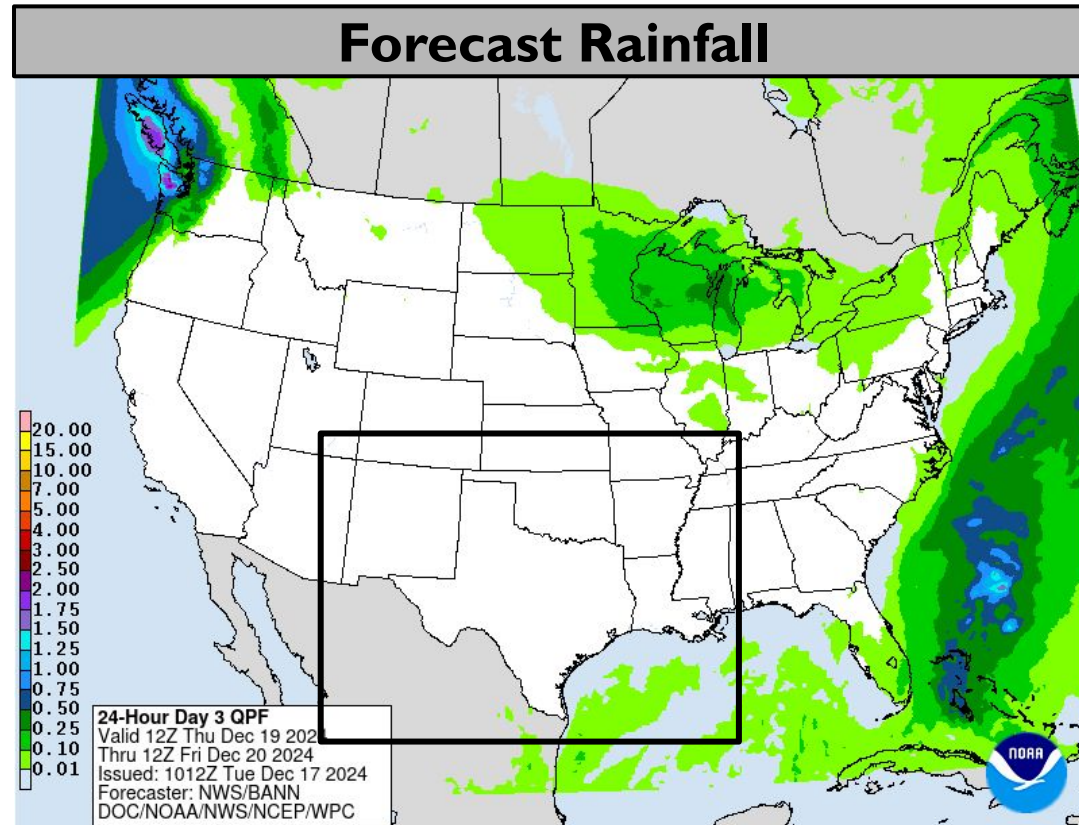 Forecast Rainfall
20.00
15.00
10.00
7.00
5.00
4.00
3.00
2.50
2.00
1.75
1.50
1.25
1.00
0.75
0.50
0.25
0.10
0.01
24-Hour Day 3 QPF
Valid 12Z Thu Dec 19 2024
Thru 12Z Fri Dec 20 2024
Issued: 1012Z Tue Dec 17 2024
Forecaster: NWS/BANN
DOC/NOAA/NWS/NCEP/WPC
NOAA